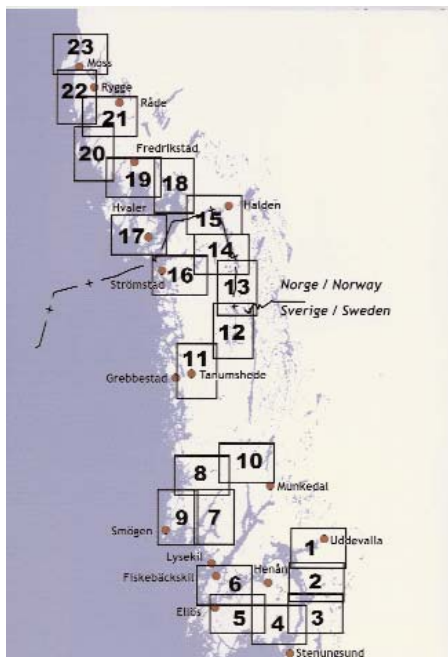 23
Moss
22
Rygge
21
Råde
20
Fredrikstad
19
18
Hvaler
15
Halden
17
14
16
Strömstad
13
Norge / Norway
Sverige / Sweden
12
11
Tanumshede
Grebbestad
10
8
Munkedal
9
7
Smögen
1
Uddevalla
Lysekil
Henån
2
Fiskebäckskil
6
Ellös
5
4
3
Stenungsund